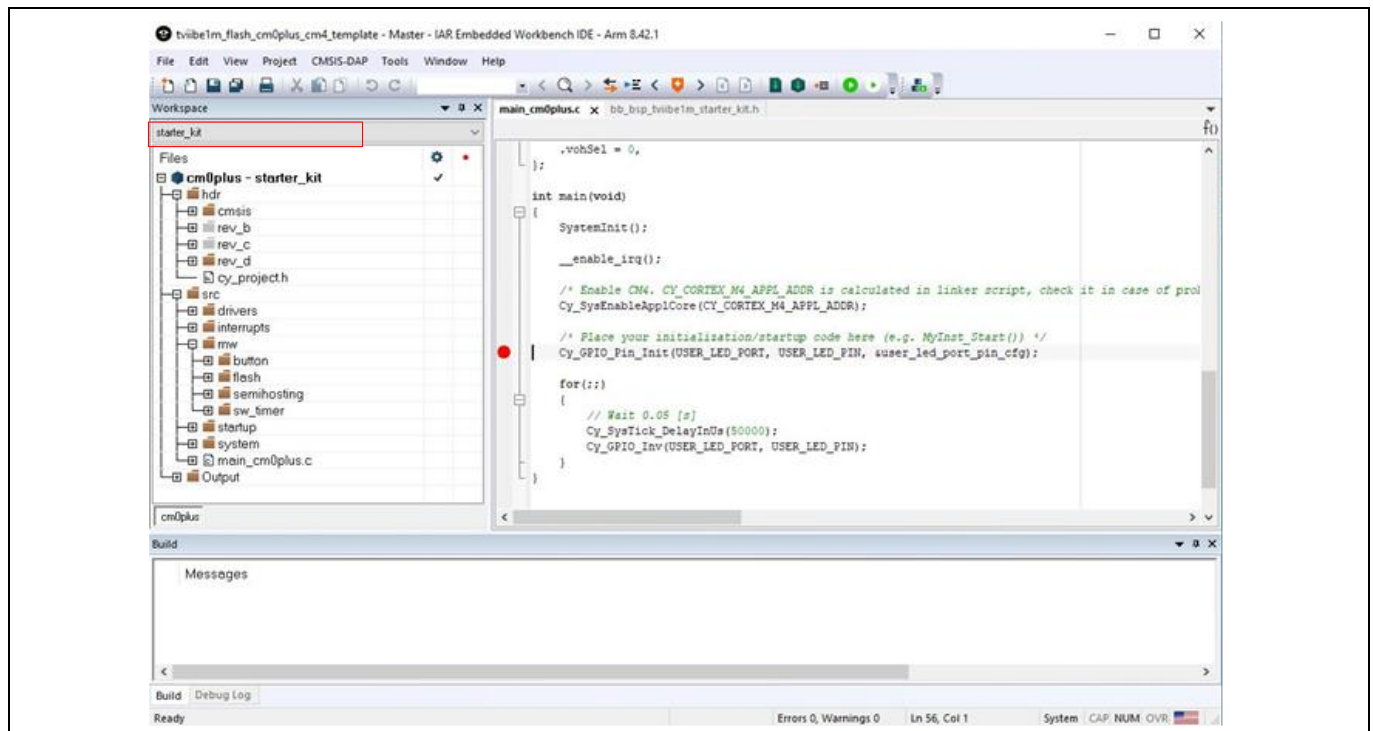 tviibe1m_flash_cm0plus_cm4_template - Master - IAR Embedded Workbench IDE - Arm 8.42.1
File Edit View Project CMSIS-DAP Tools Window Help
Workspace
starter_kit
Files
cm0plus - starter_kit
hdr
cmsis
rev_b
rev_c
rev_d
cy_project.h
src
drivers
interrupts
mw
button
flash
semihosting
sw_timer
startup
system
main_cm0plus.c
Output
cm0plus
main_cm0plus.c x bb_bsp_tviibe1m_starter_kit.h
f()
.vohSel = 0,
};
int main(void)
{
SystemInit();
__enable_irq();
/* Enable CM4. CY_CORTEX_M4_APPL_ADDR is calculated in linker script, check it in case of prol
Cy_SysEnableApplCore(CY_CORTEX_M4_APPL_ADDR);
/* Place your initialization/startup code here (e.g. MyInst_Start()) */
Cy_GPIO_Pin_Init(USER_LED_PORT, USER_LED_PIN, &user_led_port_pin_cfg);
for(;;)
{
// Wait 0.05 [s]
Cy_SysTick_DelayInUs(50000);
Cy_GPIO_Inv(USER_LED_PORT, USER_LED_PIN);
}
}
Build
Messages
Build Debug Log
Ready Errors 0, Warnings 0 Ln 56, Col 1 System CAP NUM OVR